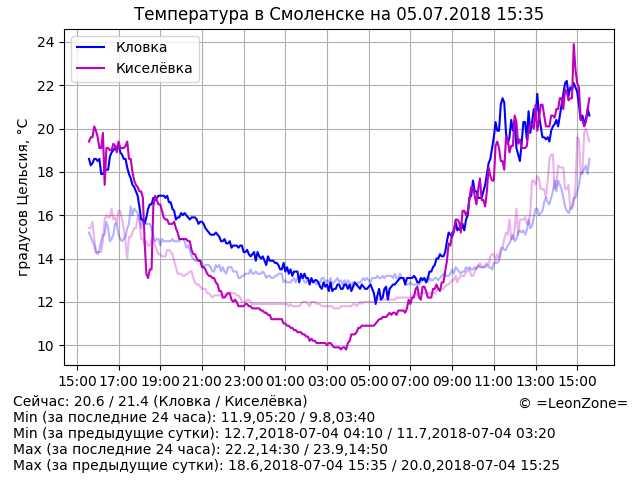 Температура в Смоленске на 05.07.2018 15:35
Кловка
Киселёвка
градусов Цельсия, °C
24
22
20
18
16
14
12
10
15:00 17:00 19:00 21:00 23:00 01:00 03:00 05:00 07:00 09:00 11:00 13:00 15:00
Сейчас: 20.6 / 21.4 (Кловка / Киселёвка)
© =LeonZone=
Min (за последние 24 часа): 11.9,05:20 / 9.8,03:40
Min (за предыдущие сутки): 12.7,2018-07-04 04:10 / 11.7,2018-07-04 03:20
Max (за последние 24 часа): 22.2,14:30 / 23.9,14:50
Max (за предыдущие сутки): 18.6,2018-07-04 15:35 / 20.0,2018-07-04 15:25